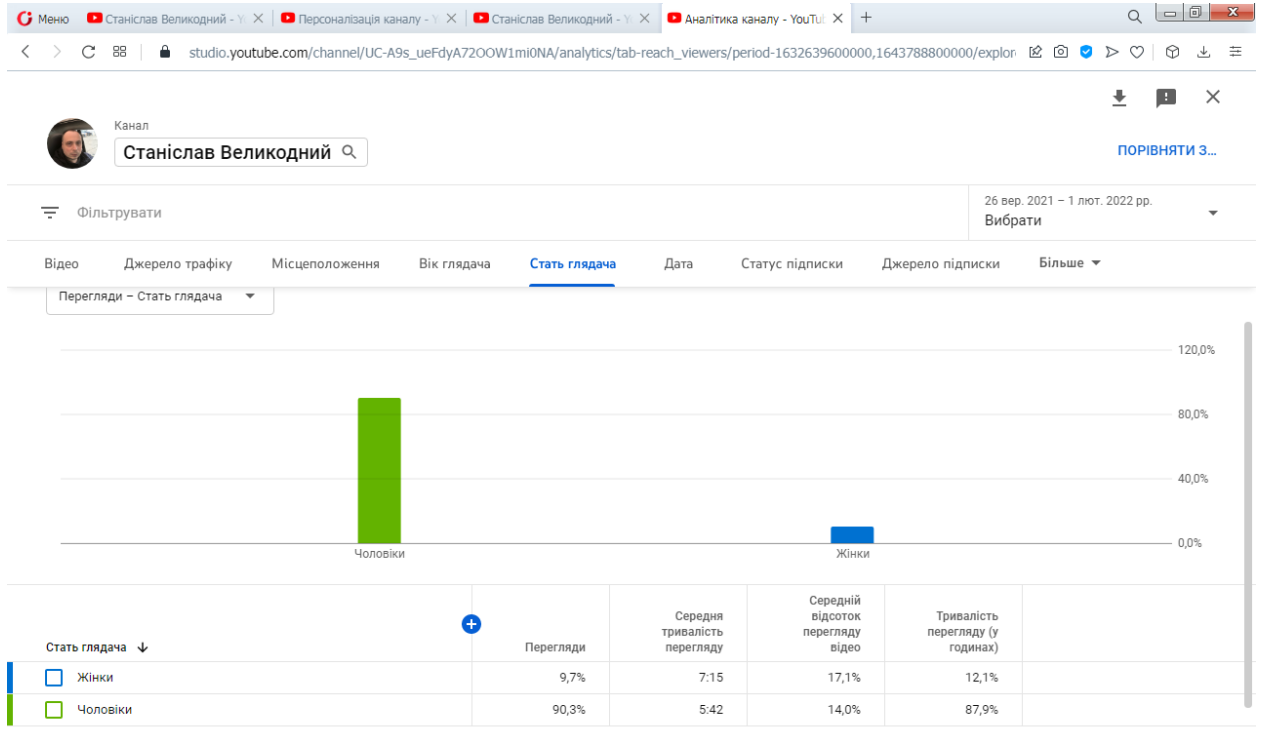 Меню
Станіслав Великодний - Y
Персоналізація каналу - Y
Станіслав Великодний - Y
Аналітика каналу - YouTub
studio.youtube.com/channel/UC-A9s_ueFdyA72OOW1mi0NA/analytics/tab-reach_viewers/period-1632639600000,1643788800000/explor
Канал
Станіслав Великодний
ПОРІВНЯТИ З...
Фільтрувати
26 вер. 2021 – 1 лют. 2022 рр.
Вибрати
Відео Джерело трафіку Місцеположення Вік глядача Стать глядача Дата Статус підписки Джерело підписки Більше
Перегляди – Стать глядача
120,0%
80,0%
40,0%
0,0%
Чоловіки Жінки
Стать глядача
Перегляди
Середня
тривалість
перегляду
Середній
відсоток
перегляду
відео
Тривалість
перегляду (у
годинах)
Жінки 9,7% 7:15 17,1% 12,1%
Чоловіки 90,3% 5:42 14,0% 87,9%